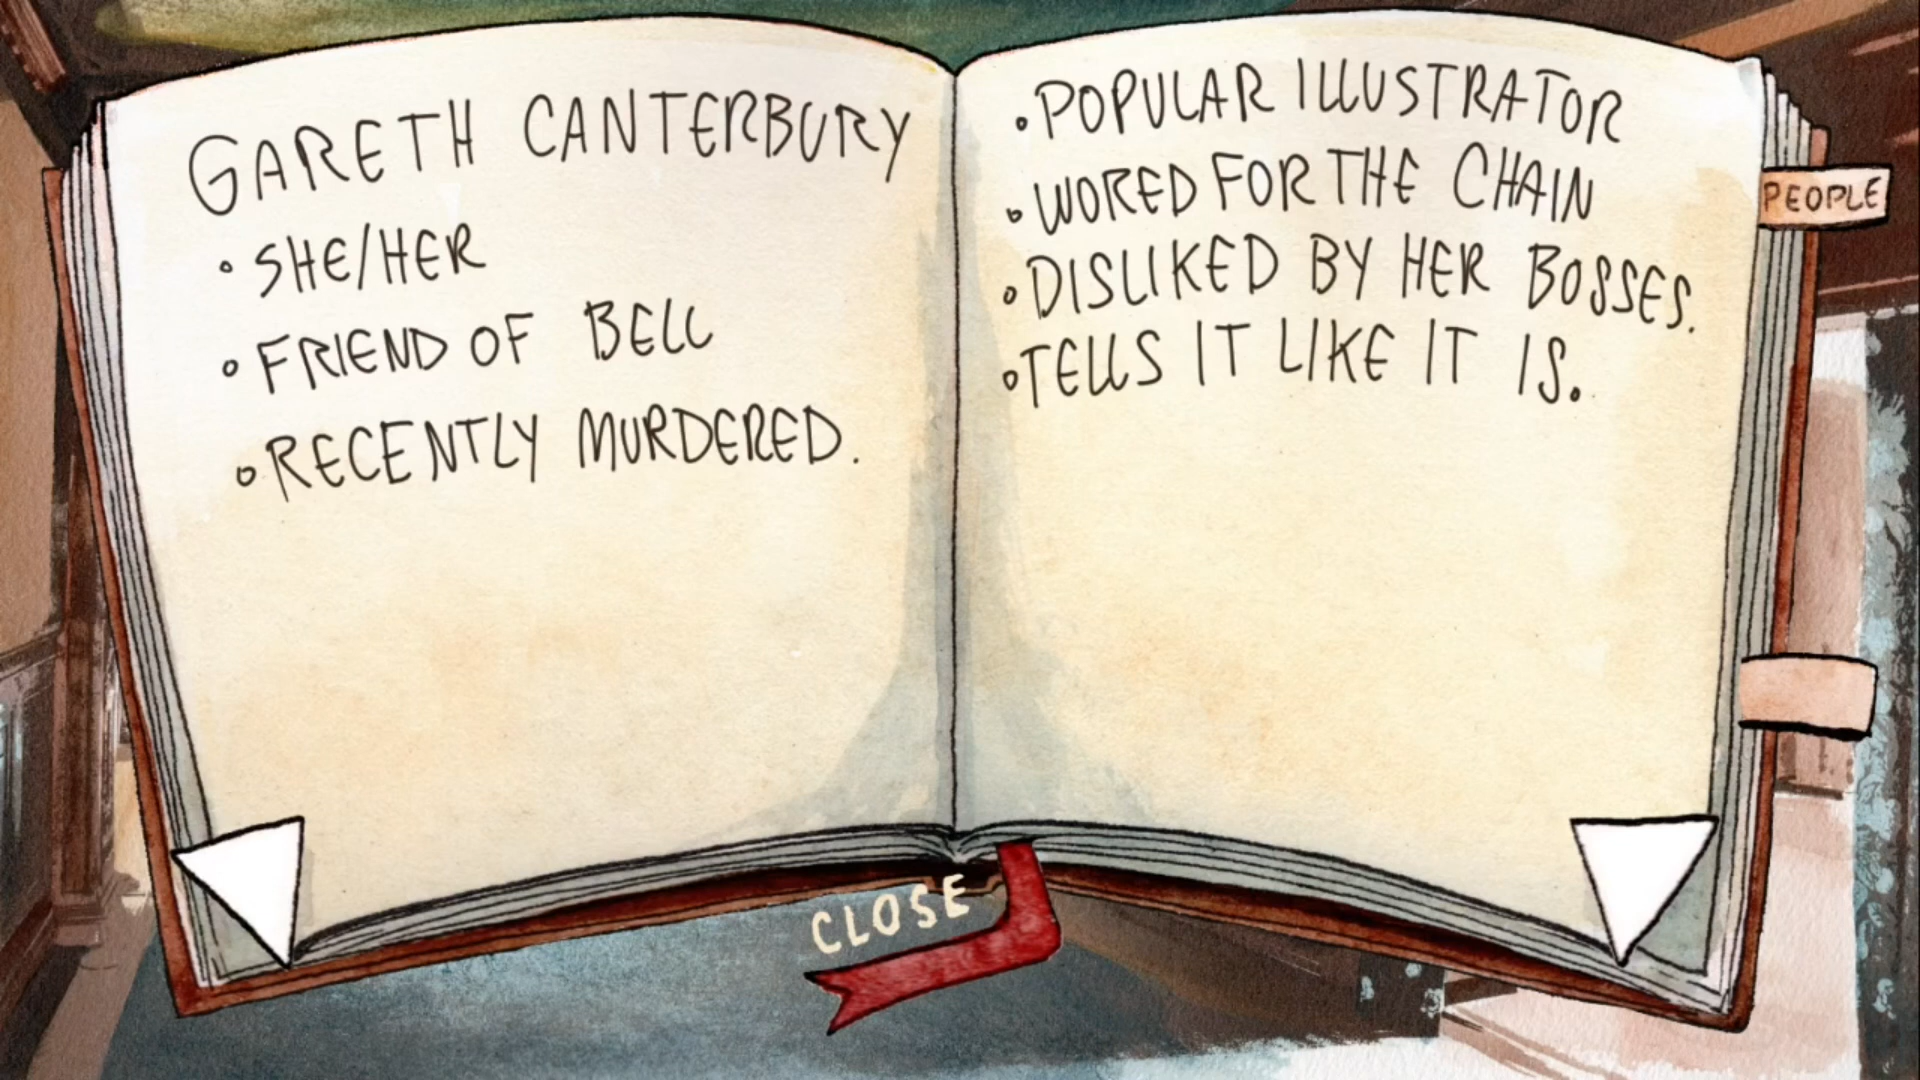 GARETH CANTERBURY
• SHE/HER
• FRIEND OF BELL
• RECENTLY MURDERED.
• POPULAR ILLUSTRATOR
• WORED FOR THE CHAIN
• DISLIKED BY HER BOSSES.
• TELLS IT LIKE IT IS.
PEOPLE
CLOSE